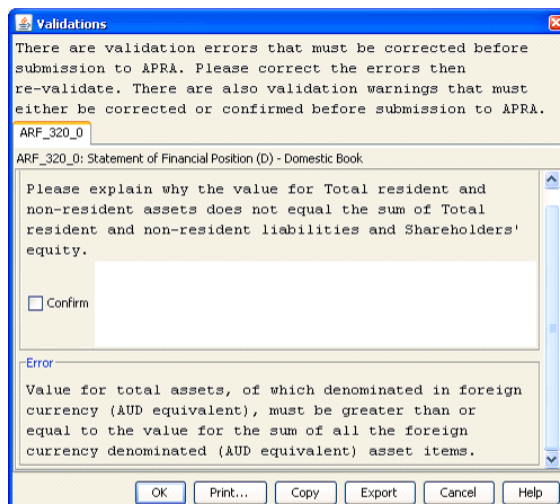 Validations
There are validation errors that must be corrected before
submission to APRA. Please correct the errors then
re-validate. There are also validation warnings that must
either be corrected or confirmed before submission to APRA.
ARF_320_0
ARF_320_0: Statement of Financial Position (D) - Domestic Book
Please explain why the value for Total resident and
non-resident assets does not equal the sum of Total
resident and non-resident liabilities and Shareholders'
equity.
Confirm
Error
Value for total assets, of which denominated in foreign
currency (AUD equivalent), must be greater than or
equal to the value for the sum of all the foreign
currency denominated (AUD equivalent) asset items.
OK Print... Copy Export Cancel Help